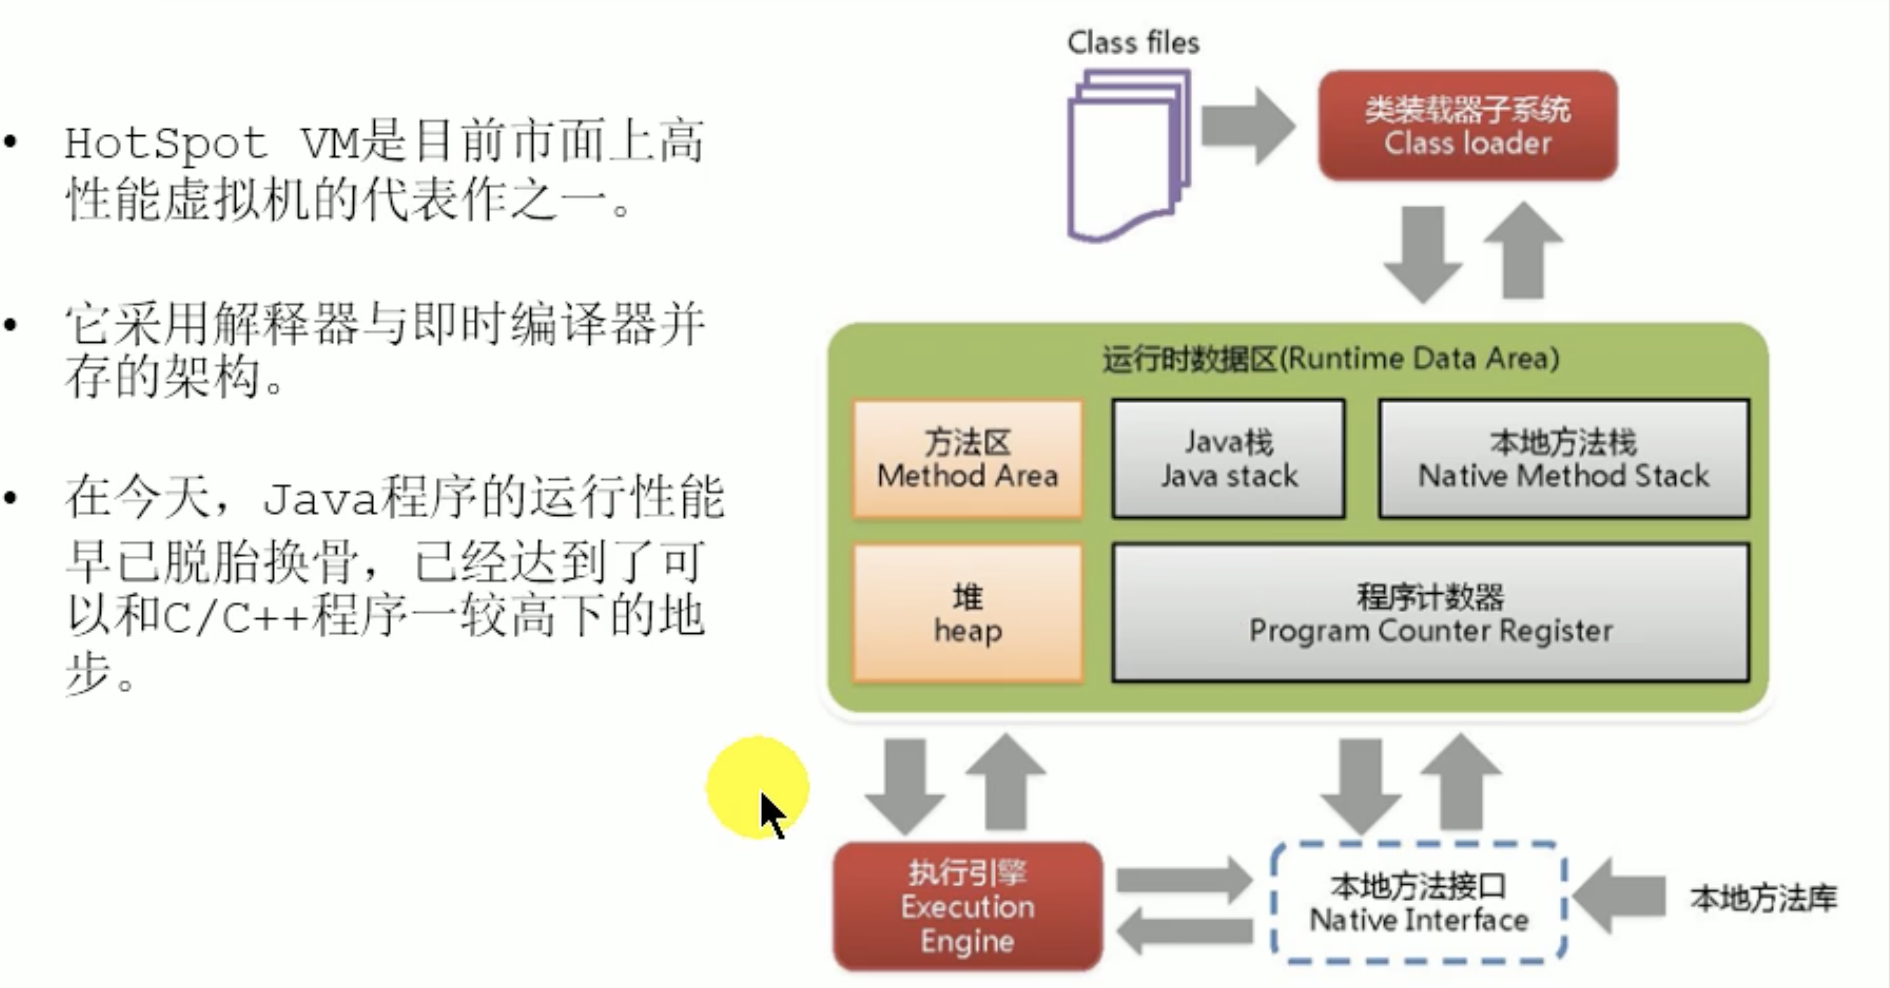 • HotSpot VM是目前市面上高
性能虚拟机的代表作之一。
• 它采用解释器与即时编译器并
存的架构。
• 在今天，Java程序的运行性能
早已脱胎换骨，已经达到了可
以和C/C++程序一较高下的地
步。
Class files
类装载器子系统
Class loader
运行时数据区(Runtime Data Area)
方法区
Method Area
Java栈
Java stack
本地方法栈
Native Method Stack
堆
heap
程序计数器
Program Counter Register
执行引擎
Execution
Engine
本地方法接口
Native Interface
本地方法库